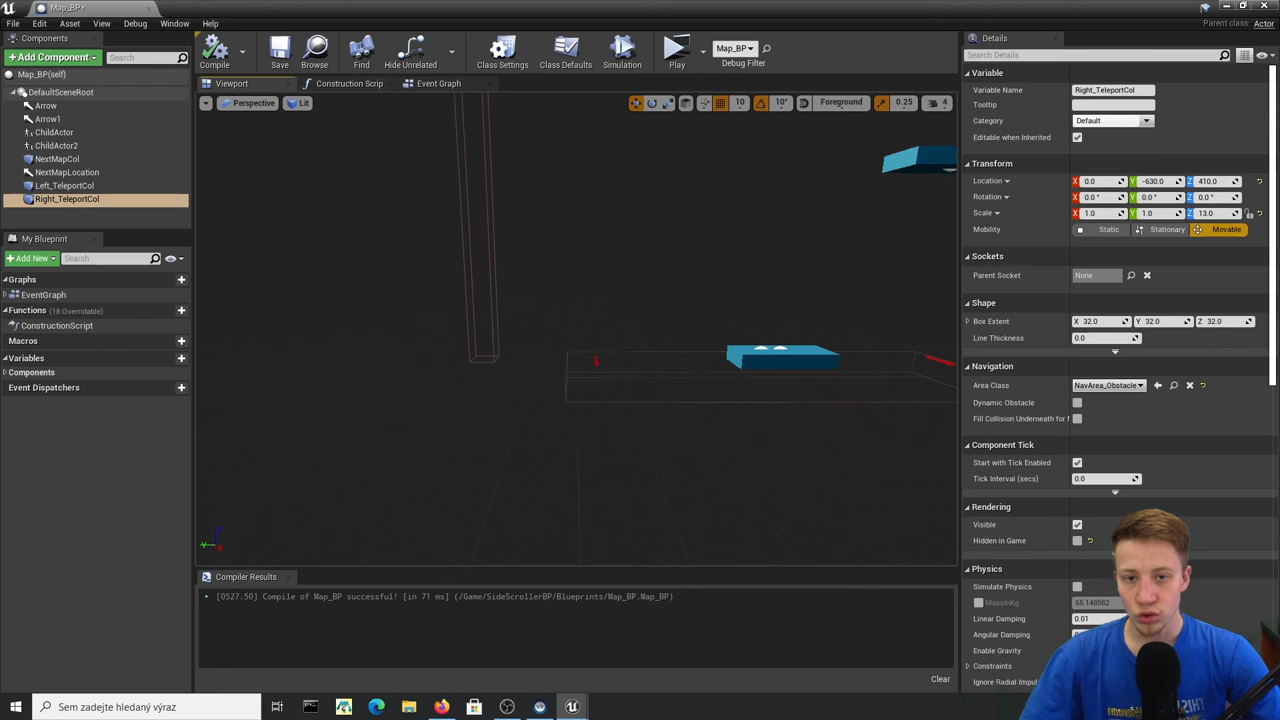 Map_BP*
File Edit Asset View Debug Window Help
Parent class: Actor
Components
+Add Component Search
Map_BP(self)
DefaultSceneRoot
Arrow
Arrow1
ChildActor
ChildActor2
NextMapCol
NextMapLocation
Left_TeleportCol
Right_TeleportCol
My Blueprint
+Add New Search
Graphs
EventGraph
Functions (18 Overridable)
ConstructionScript
Macros
Variables
Components
Event Dispatchers
Compile Save Browse Find Hide Unrelated Class Settings Class Defaults Simulation Play Map_BP Debug Filter
Viewport Construction Scrip Event Graph
Perspective Lit 10 10° Foreground 0.25 4
Compiler Results
[0527.50] Compile of Map_BP successful! [in 71 ms] (/Game/SideScrollerBP/Blueprints/Map_BP.Map_BP)
Clear
Details
Search Details
Variable
Variable Name Right_TeleportCol
Tooltip
Category Default
Editable when Inherited
Transform
Location X 0.0 Y -630.0 Z 410.0
Rotation X 0.0 ° Y 0.0 ° Z 0.0 °
Scale X 1.0 Y 1.0 Z 13.0
Mobility Static Stationary Movable
Sockets
Parent Socket None
Shape
Box Extent X 32.0 Y 32.0 Z 32.0
Line Thickness 0.0
Navigation
Area Class NavArea_Obstacle
Dynamic Obstacle
Fill Collision Underneath for
Component Tick
Start with Tick Enabled
Tick Interval (secs) 0.0
Rendering
Visible
Hidden in Game
Physics
Simulate Physics
MassInKg 65.148582
Linear Damping 0.01
Angular Damping
Enable Gravity
Constraints
Ignore Radial Impul
Sem zadejte hledaný výraz